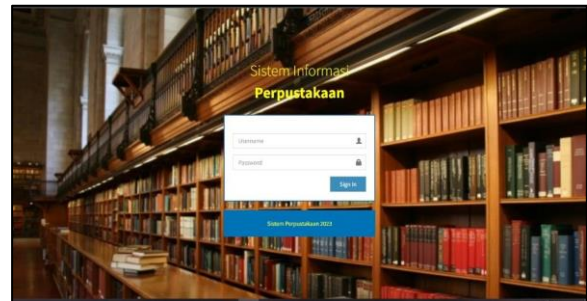 Sistem Informasi
Perpustakaan
Username
Password
Sign In
Sistem Perpustakaan 2023